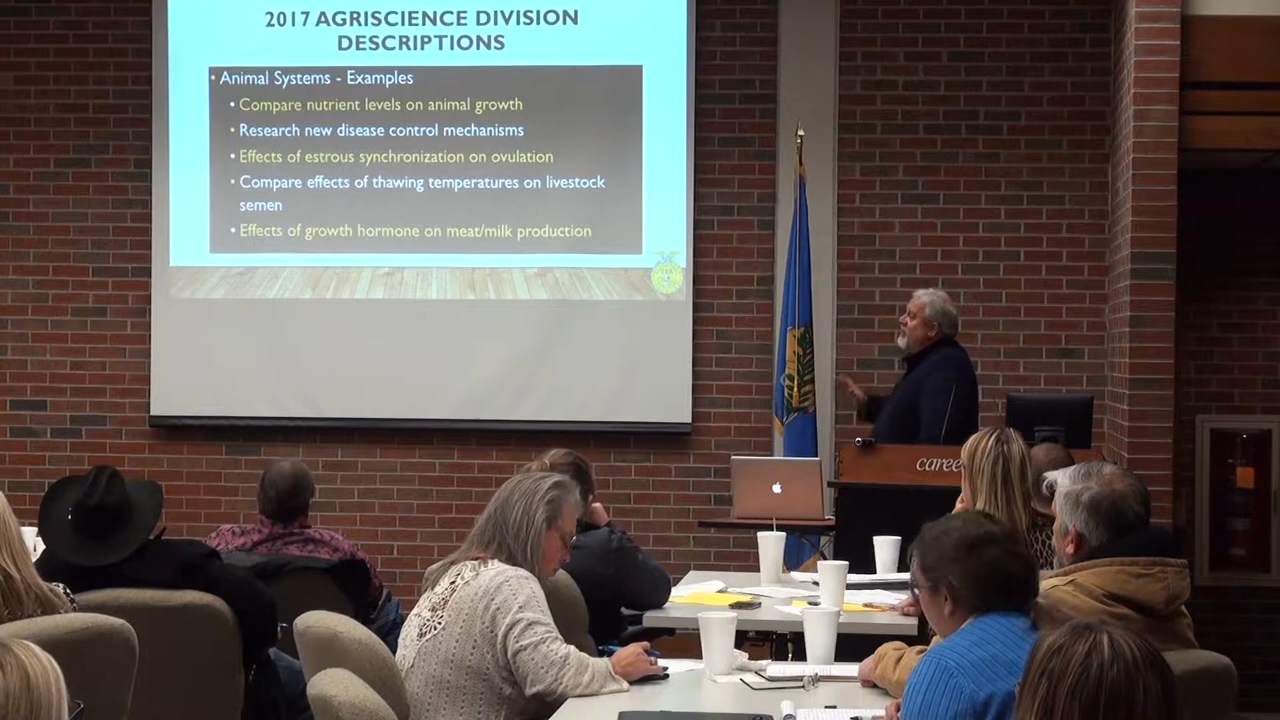 2017 AGRISCIENCE DIVISION
DESCRIPTIONS
• Animal Systems - Examples
• Compare nutrient levels on animal growth
• Research new disease control mechanisms
• Effects of estrous synchronization on ovulation
• Compare effects of thawing temperatures on livestock
semen
• Effects of growth hormone on meat/milk production